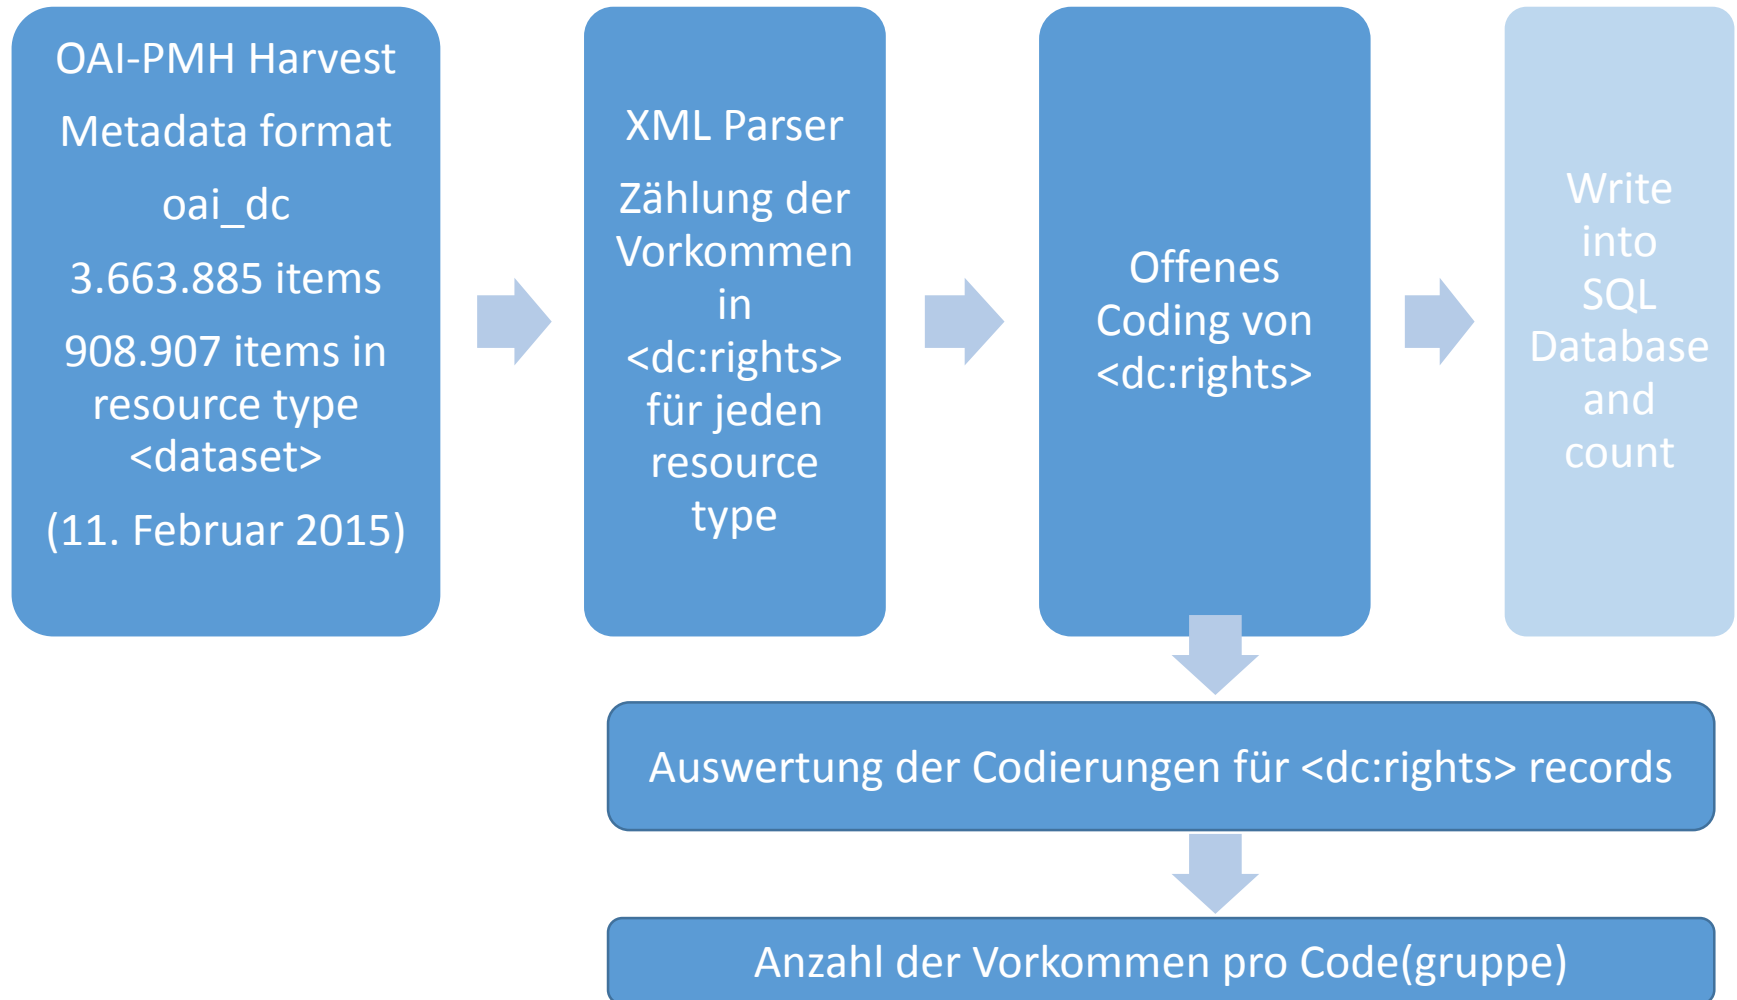 OAI-PMH Harvest
Metadata format
oai_dc
3.663.885 items
908.907 items in
resource type
<dataset>
(11. Februar 2015)
XML Parser
Zählung der
Vorkommen
in
<dc:rights>
für jeden
resource
type
Offenes
Coding von
<dc:rights>
Write
into
SQL
Database
and
count
Auswertung der Codierungen für <dc:rights> records
Anzahl der Vorkommen pro Code(gruppe)